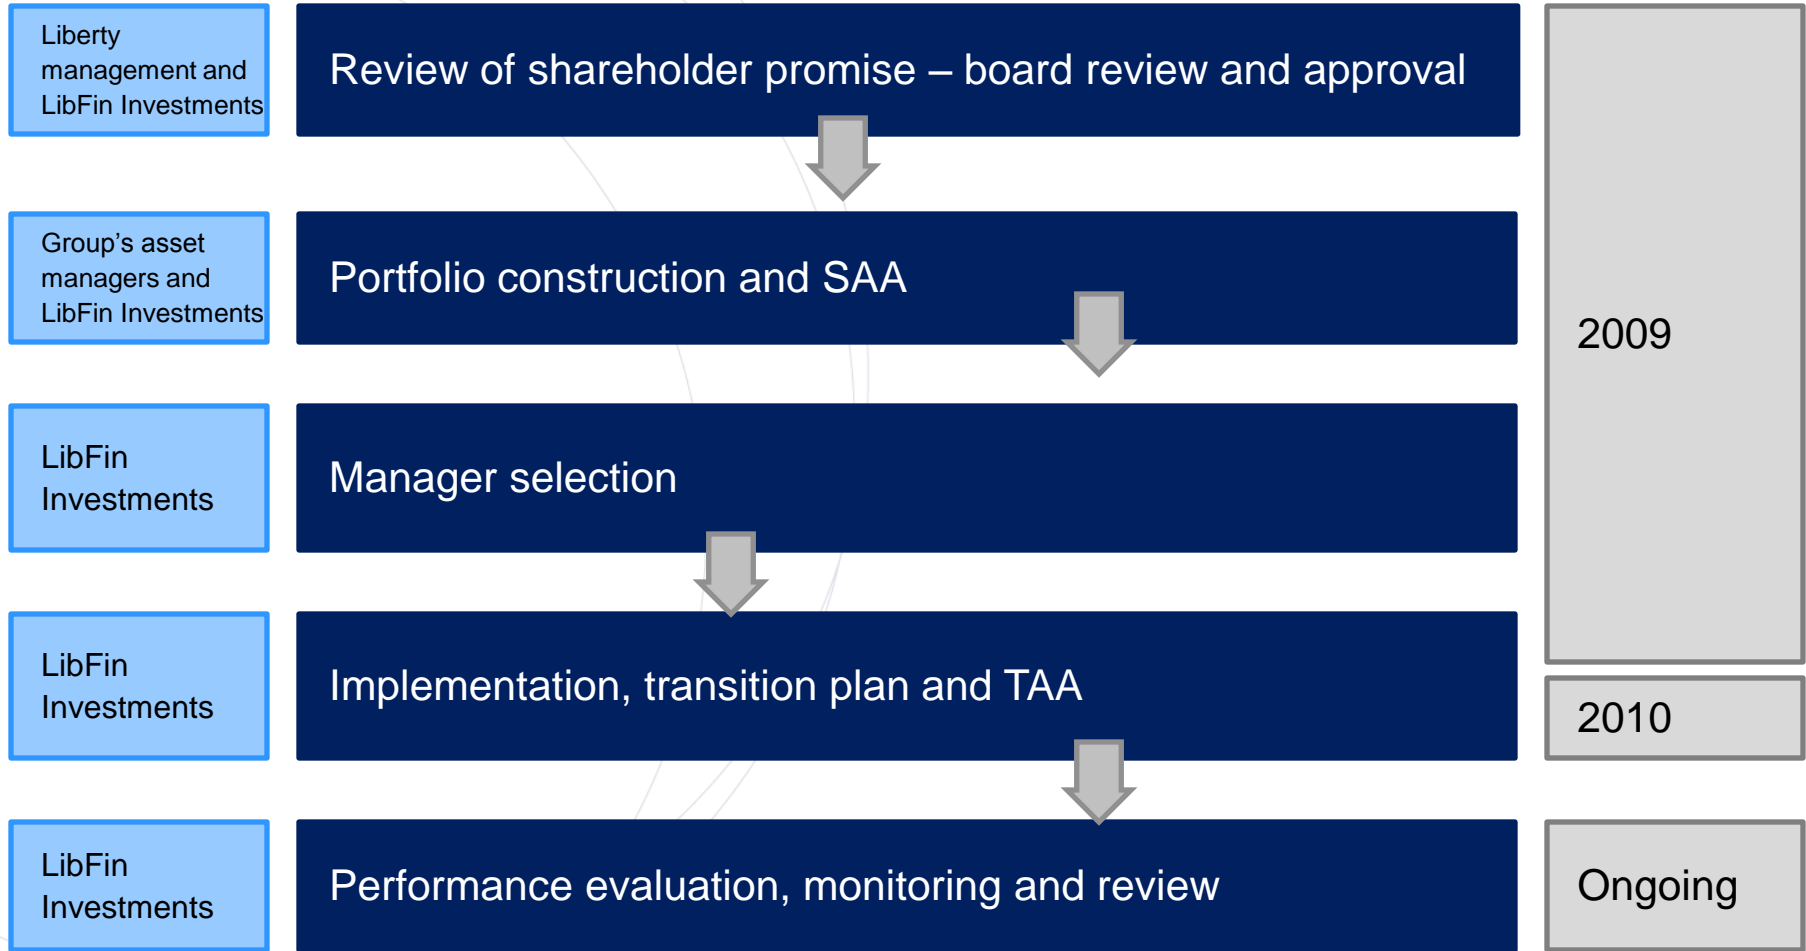 Liberty
management and
LibFin Investments
Review of shareholder promise – board review and approval
Group’s asset
managers and
LibFin Investments
Portfolio construction and SAA
2009
LibFin
Investments
Manager selection
LibFin
Investments
Implementation, transition plan and TAA
2010
LibFin
Investments
Performance evaluation, monitoring and review
Ongoing